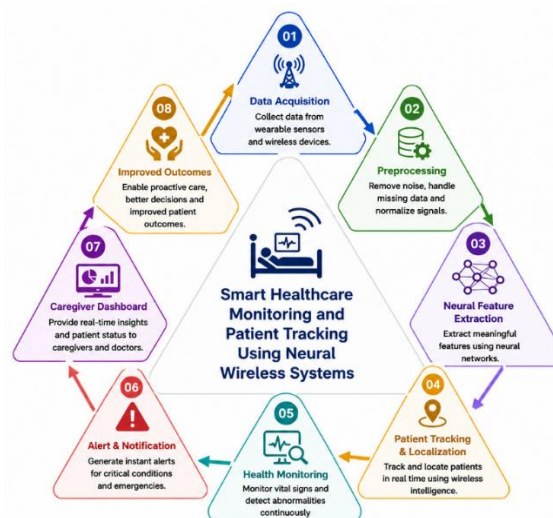 01
Data Acquisition
Collect data from
wearable sensors
and wireless devices.
02
Preprocessing
Remove noise, handle
missing data and
normalize signals.
03
Neural Feature
Extraction
Extract meaningful
features using neural
networks.
04
Patient Tracking
& Localization
Track and locate patients
in real time using wireless
intelligence.
05
Health Monitoring
Monitor vital signs and
detect abnormalities
continuously
06
Alert & Notification
Generate instant alerts
for critical conditions
and emergencies.
07
Caregiver Dashboard
Provide real-time insights
and patient status to
caregivers and doctors.
08
Improved Outcomes
Enable proactive care,
better decisions and
improved patient
outcomes.
Smart Healthcare
Monitoring and
Patient Tracking
Using Neural
Wireless Systems